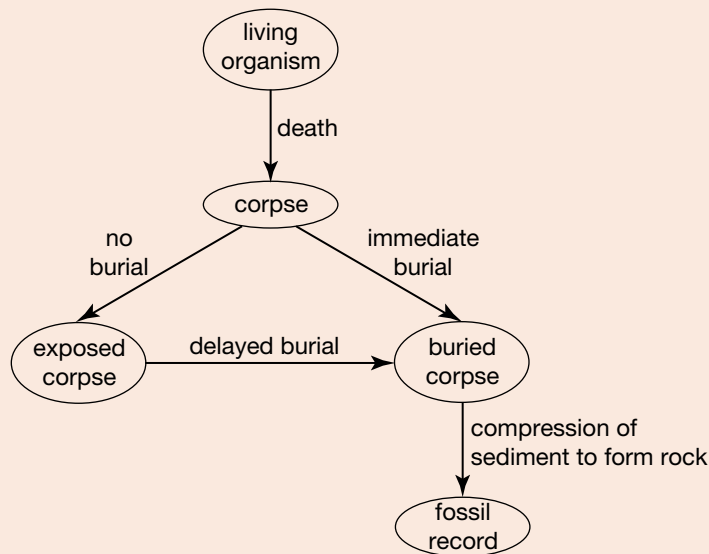 living
organism
death
corpse
no
burial
immediate
burial
exposed
corpse
delayed burial
buried
corpse
compression of
sediment to form rock
fossil
record